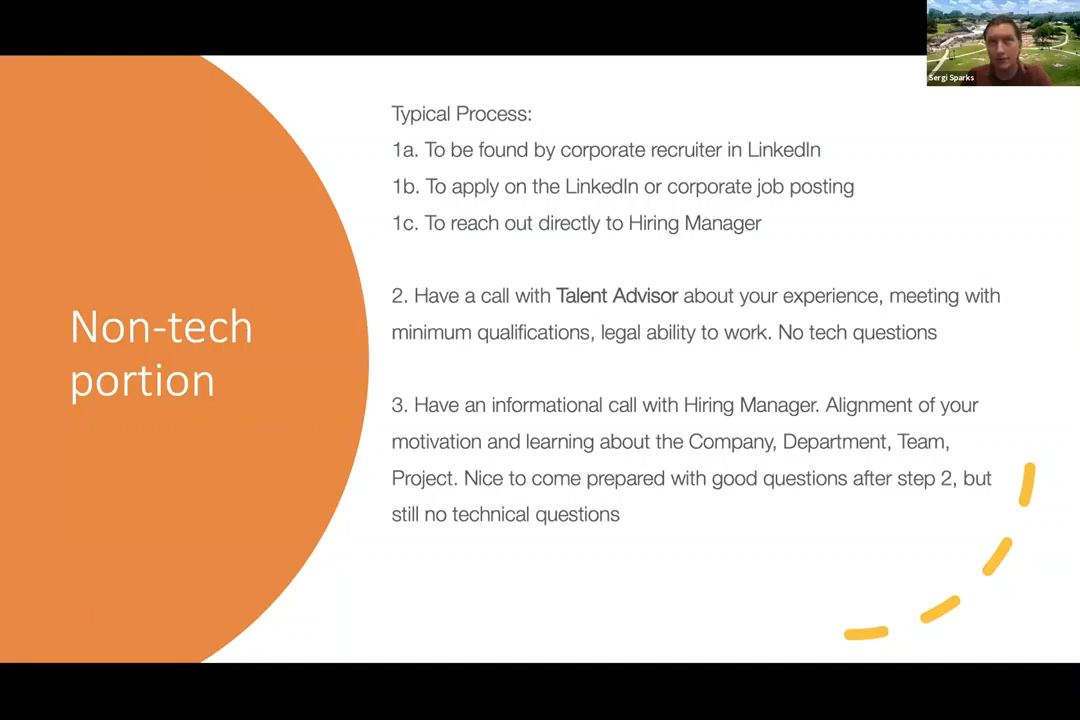 Sergi Sparks
Non-tech
portion
Typical Process:
1a. To be found by corporate recruiter in LinkedIn
1b. To apply on the LinkedIn or corporate job posting
1c. To reach out directly to Hiring Manager
2. Have a call with Talent Advisor about your experience, meeting with
minimum qualifications, legal ability to work. No tech questions
3. Have an informational call with Hiring Manager. Alignment of your
motivation and learning about the Company, Department, Team,
Project. Nice to come prepared with good questions after step 2, but
still no technical questions